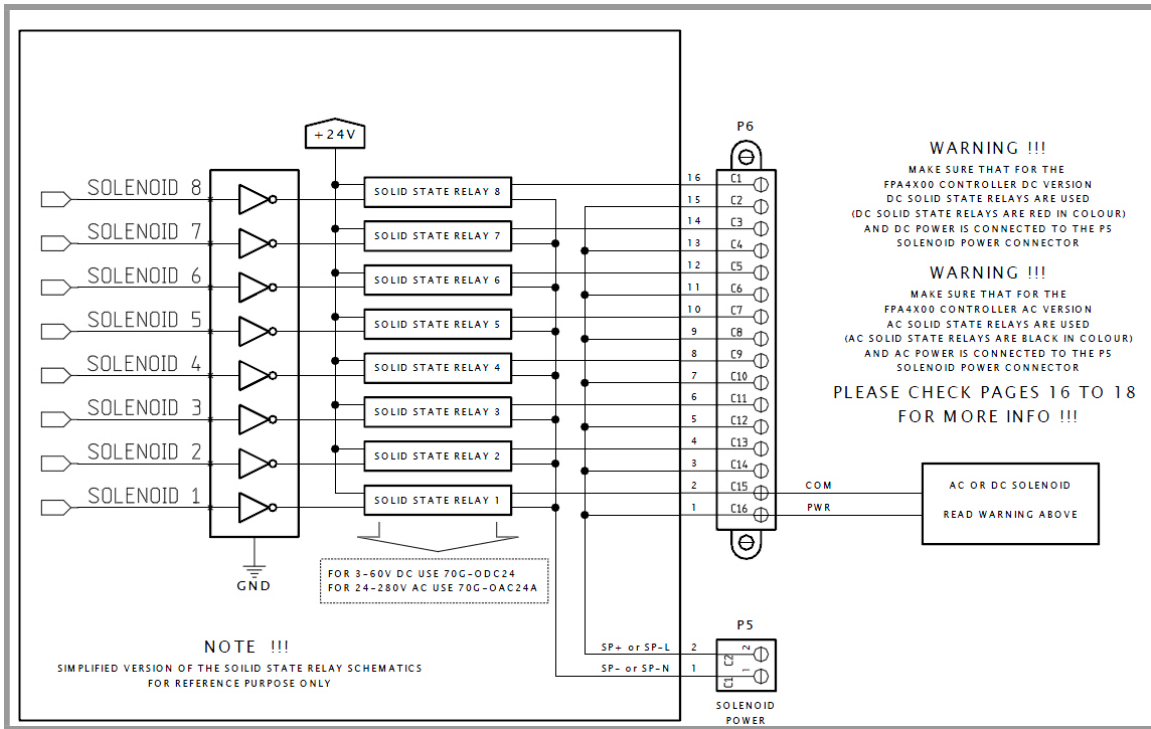 +24V
SOLENOID 8
SOLENOID 7
SOLENOID 6
SOLENOID 5
SOLENOID 4
SOLENOID 3
SOLENOID 2
SOLENOID 1
GND
SOLID STATE RELAY 8
SOLID STATE RELAY 7
SOLID STATE RELAY 6
SOLID STATE RELAY 5
SOLID STATE RELAY 4
SOLID STATE RELAY 3
SOLID STATE RELAY 2
SOLID STATE RELAY 1
FOR 3-60V DC USE 70G-ODC24
FOR 24-280V AC USE 70G-OAC24A
NOTE !!!
SIMPLIFIED VERSION OF THE SOILID STATE RELAY SCHEMATICS
FOR REFERENCE PURPOSE ONLY
P6
16 C1
15 C2
14 C3
13 C4
12 C5
11 C6
10 C7
9 C8
8 C9
7 C10
6 C11
5 C12
4 C13
3 C14
2 C15
1 C16
COM
PWR
AC OR DC SOLENOID
READ WARNING ABOVE
P5
SP+ or SP-L 2 C2 2
SP- or SP-N 1 C1 1
SOLENOID
POWER
WARNING !!!
MAKE SURE THAT FOR THE
FPA4X00 CONTROLLER DC VERSION
DC SOLID STATE RELAYS ARE USED
(DC SOLID STATE RELAYS ARE RED IN COLOUR)
AND DC POWER IS CONNECTED TO THE P5
SOLENOID POWER CONNECTOR
WARNING !!!
MAKE SURE THAT FOR THE
FPA4X00 CONTROLLER AC VERSION
AC SOLID STATE RELAYS ARE USED
(AC SOLID STATE RELAYS ARE BLACK IN COLOUR)
AND AC POWER IS CONNECTED TO THE P5
SOLENOID POWER CONNECTOR
PLEASE CHECK PAGES 16 TO 18
FOR MORE INFO !!!